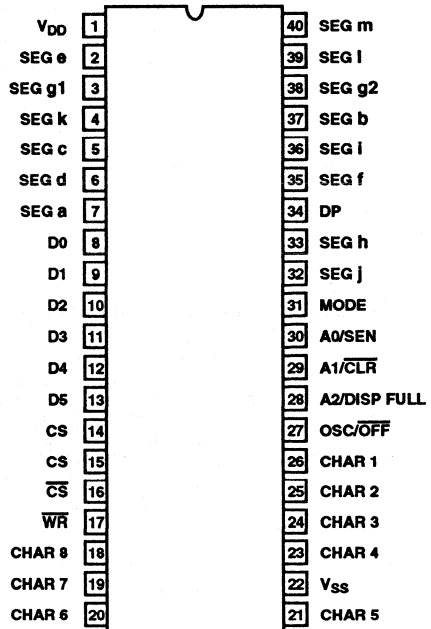 VDD 1 40 SEG m
SEG e 2 39 SEG l
SEG g1 3 38 SEG g2
SEG k 4 37 SEG b
SEG c 5 36 SEG i
SEG d 6 35 SEG f
SEG a 7 34 DP
D0 8 33 SEG h
D1 9 32 SEG j
D2 10 31 MODE
D3 11 30 A0/SEN
D4 12 29 A1/C̅L̅R̅
D5 13 28 A2/DISP FULL
CS 14 27 OSC/O̅F̅F̅
CS 15 26 CHAR 1
C̅S̅ 16 25 CHAR 2
W̅R̅ 17 24 CHAR 3
CHAR 8 18 23 CHAR 4
CHAR 7 19 22 VSS
CHAR 6 20 21 CHAR 5